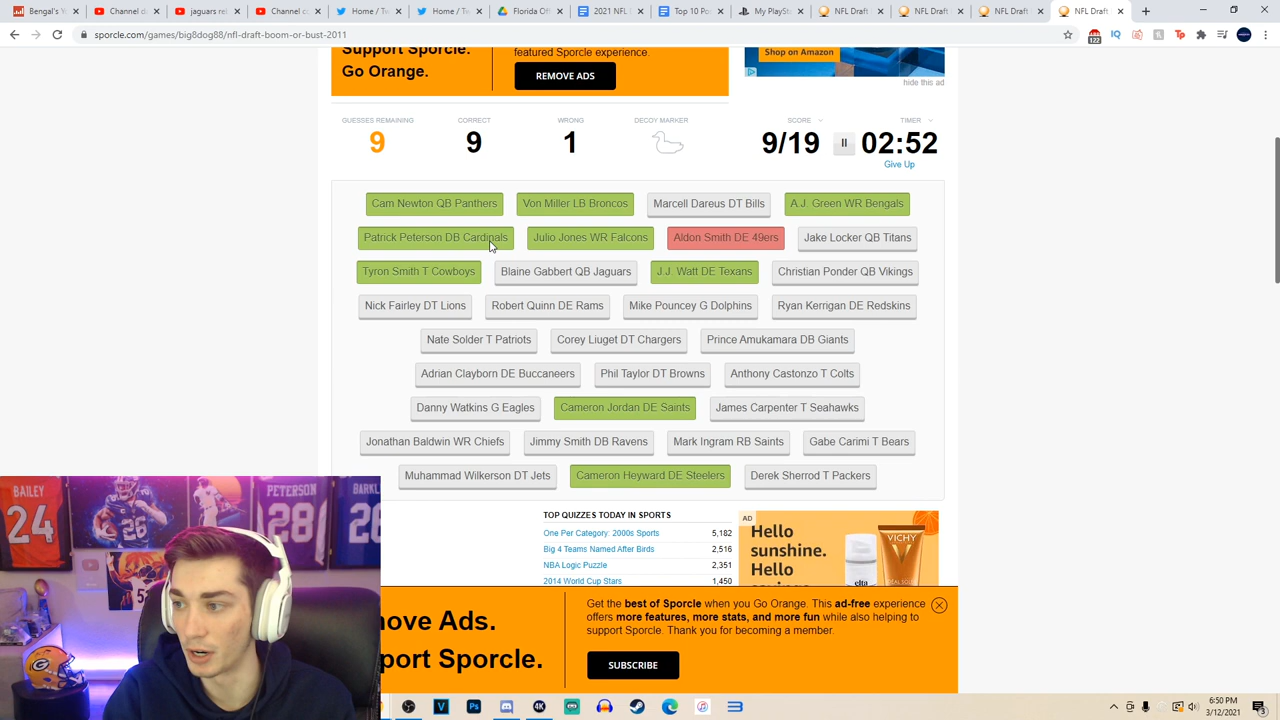 Bengal's Y
jaguars rel
2021 NFL
Top 10 Po
My Playsta
NFL Draft
NFL Draft
NFL Draft
NFL Draft
sporcle.com/games/big8dog88/nfl-draft-boom-or-bust-2011
122
Support Sporcle.
Go Orange.
featured Sporcle experience.
REMOVE ADS
Shop on Amazon
hide this ad
GUESSES REMAINING
CORRECT
WRONG
DECOY MARKER
SCORE
TIMER
9
9
1
9/19
02:52
Give Up
Cam Newton QB Panthers
Von Miller LB Broncos
Marcell Dareus DT Bills
A.J. Green WR Bengals
Patrick Peterson DB Cardinals
Julio Jones WR Falcons
Aldon Smith DE 49ers
Jake Locker QB Titans
Tyron Smith T Cowboys
Blaine Gabbert QB Jaguars
J.J. Watt DE Texans
Christian Ponder QB Vikings
Nick Fairley DT Lions
Robert Quinn DE Rams
Mike Pouncey G Dolphins
Ryan Kerrigan DE Redskins
Nate Solder T Patriots
Corey Liuget DT Chargers
Prince Amukamara DB Giants
Adrian Clayborn DE Buccaneers
Phil Taylor DT Browns
Anthony Castonzo T Colts
Danny Watkins G Eagles
Cameron Jordan DE Saints
James Carpenter T Seahawks
Jonathan Baldwin WR Chiefs
Jimmy Smith DB Ravens
Mark Ingram RB Saints
Gabe Carimi T Bears
Muhammad Wilkerson DT Jets
Cameron Heyward DE Steelers
Derek Sherrod T Packers
BAILEY
24
PETERSON
28
BARKL
26
TOP QUIZZES TODAY IN SPORTS
One Per Category: 2000s Sports 5,182
Big 4 Teams Named After Birds 2,516
NBA Logic Puzzle 2,351
2014 World Cup Stars 1,450
AD
Hello
sunshine.
Hello
VICHY
elta
IDEAL SOLEIL
move Ads.
pport Sporcle.
Get the best of Sporcle when you Go Orange. This ad-free experience
offers more features, more stats, and more fun while also helping to
support Sporcle. Thank you for becoming a member.
SUBSCRIBE
6:50 PM
3/12/2021